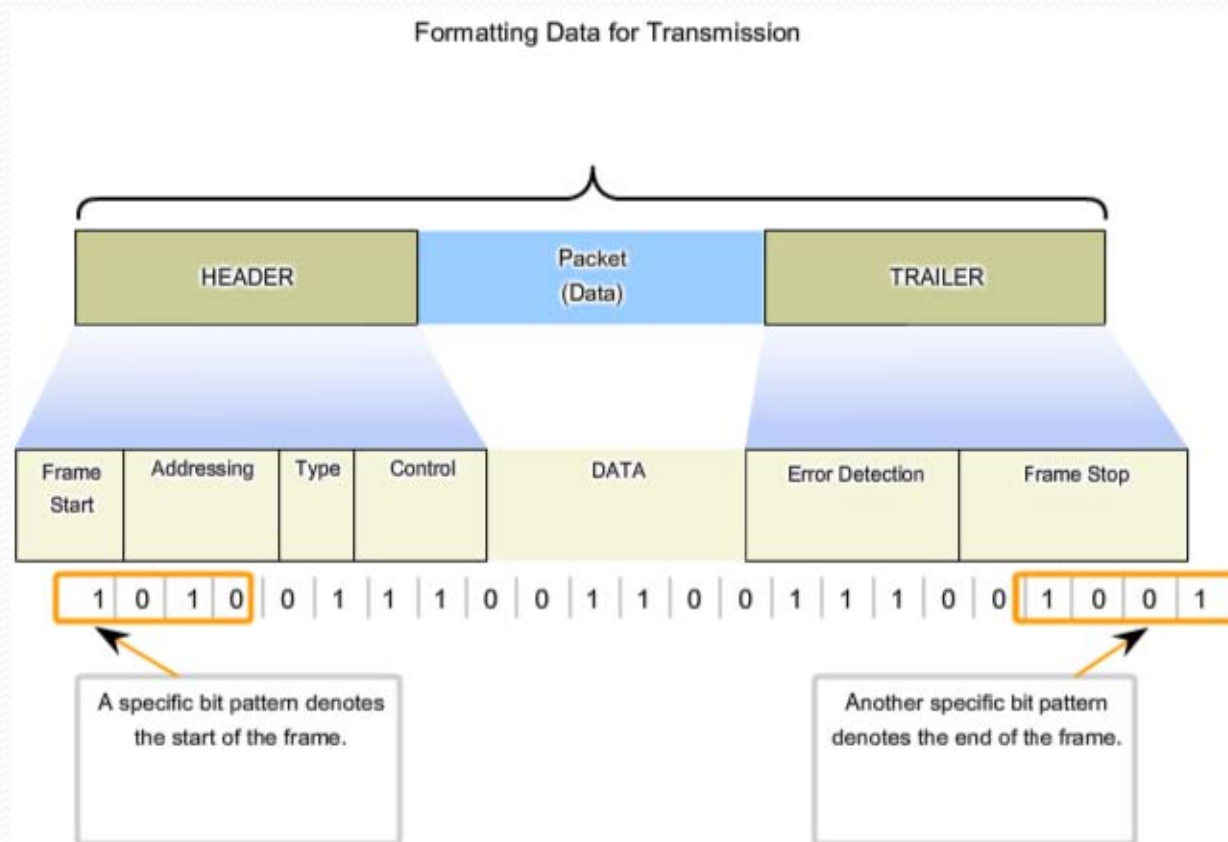 Formatting Data for Transmission
HEADER
Packet
(Data)
TRAILER
Frame
Start
Addressing
Type
Control
DATA
Error Detection
Frame Stop
1 0 1 0 0 1 1 1 0 0 1 1 0 0 1 1 1 0 0 1 0 0 1
A specific bit pattern denotes
the start of the frame.
Another specific bit pattern
denotes the end of the frame.